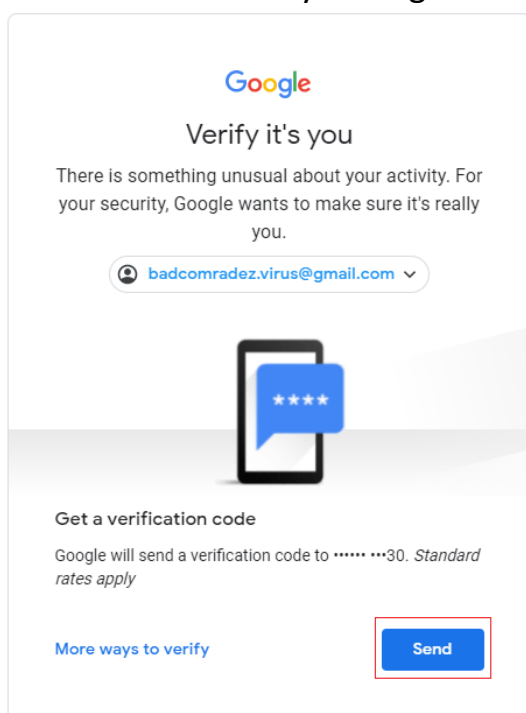 Google
Verify it's you
There is something unusual about your activity. For
your security, Google wants to make sure it's really
you.
badcomradez.virus@gmail.com
****
Get a verification code
Google will send a verification code to •••••• •••30. Standard
rates apply
More ways to verify
Send